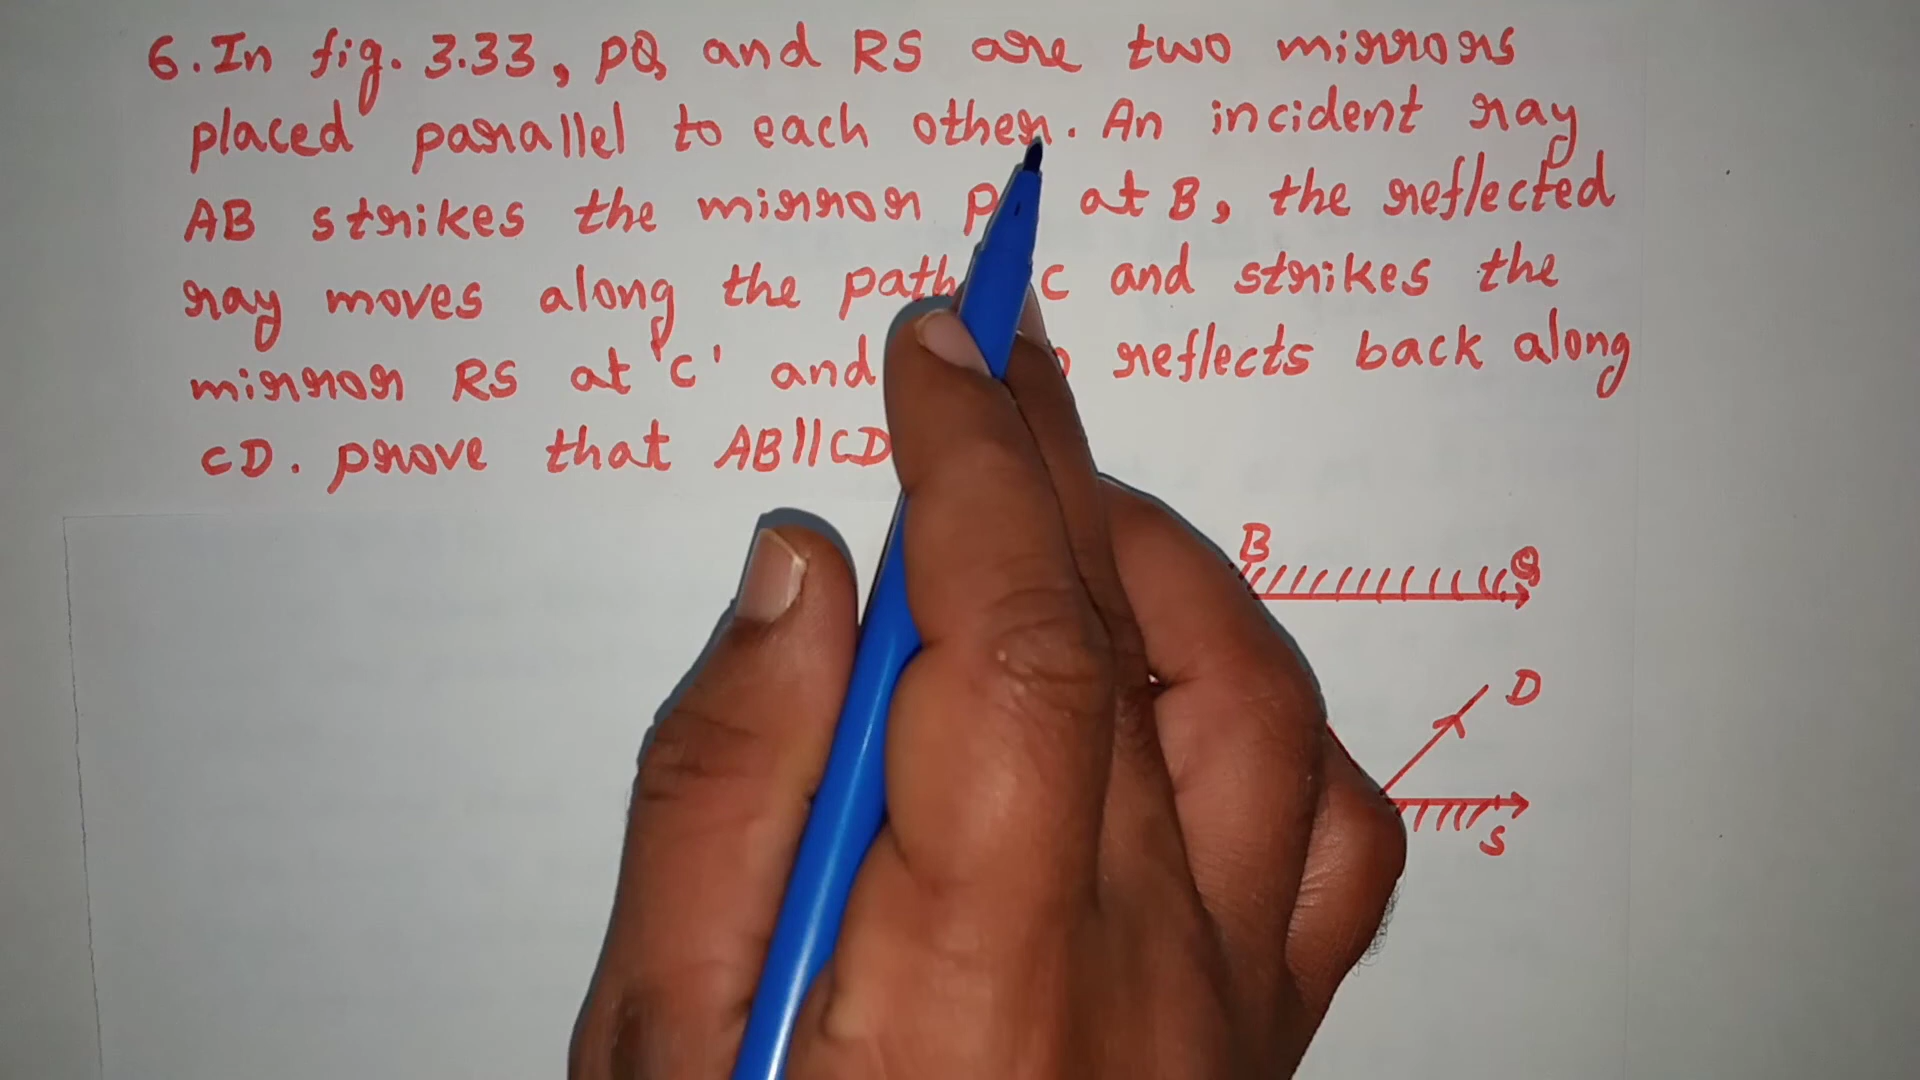 6. In fig. 3.33, PQ and RS are two mirrors
placed parallel to each other. An incident ray
AB strikes the mirror at B, the reflected
ray moves along the path C and strikes the
mirror RS at 'C' and reflects back along
CD. prove that AB||CD
B
Q
D
S